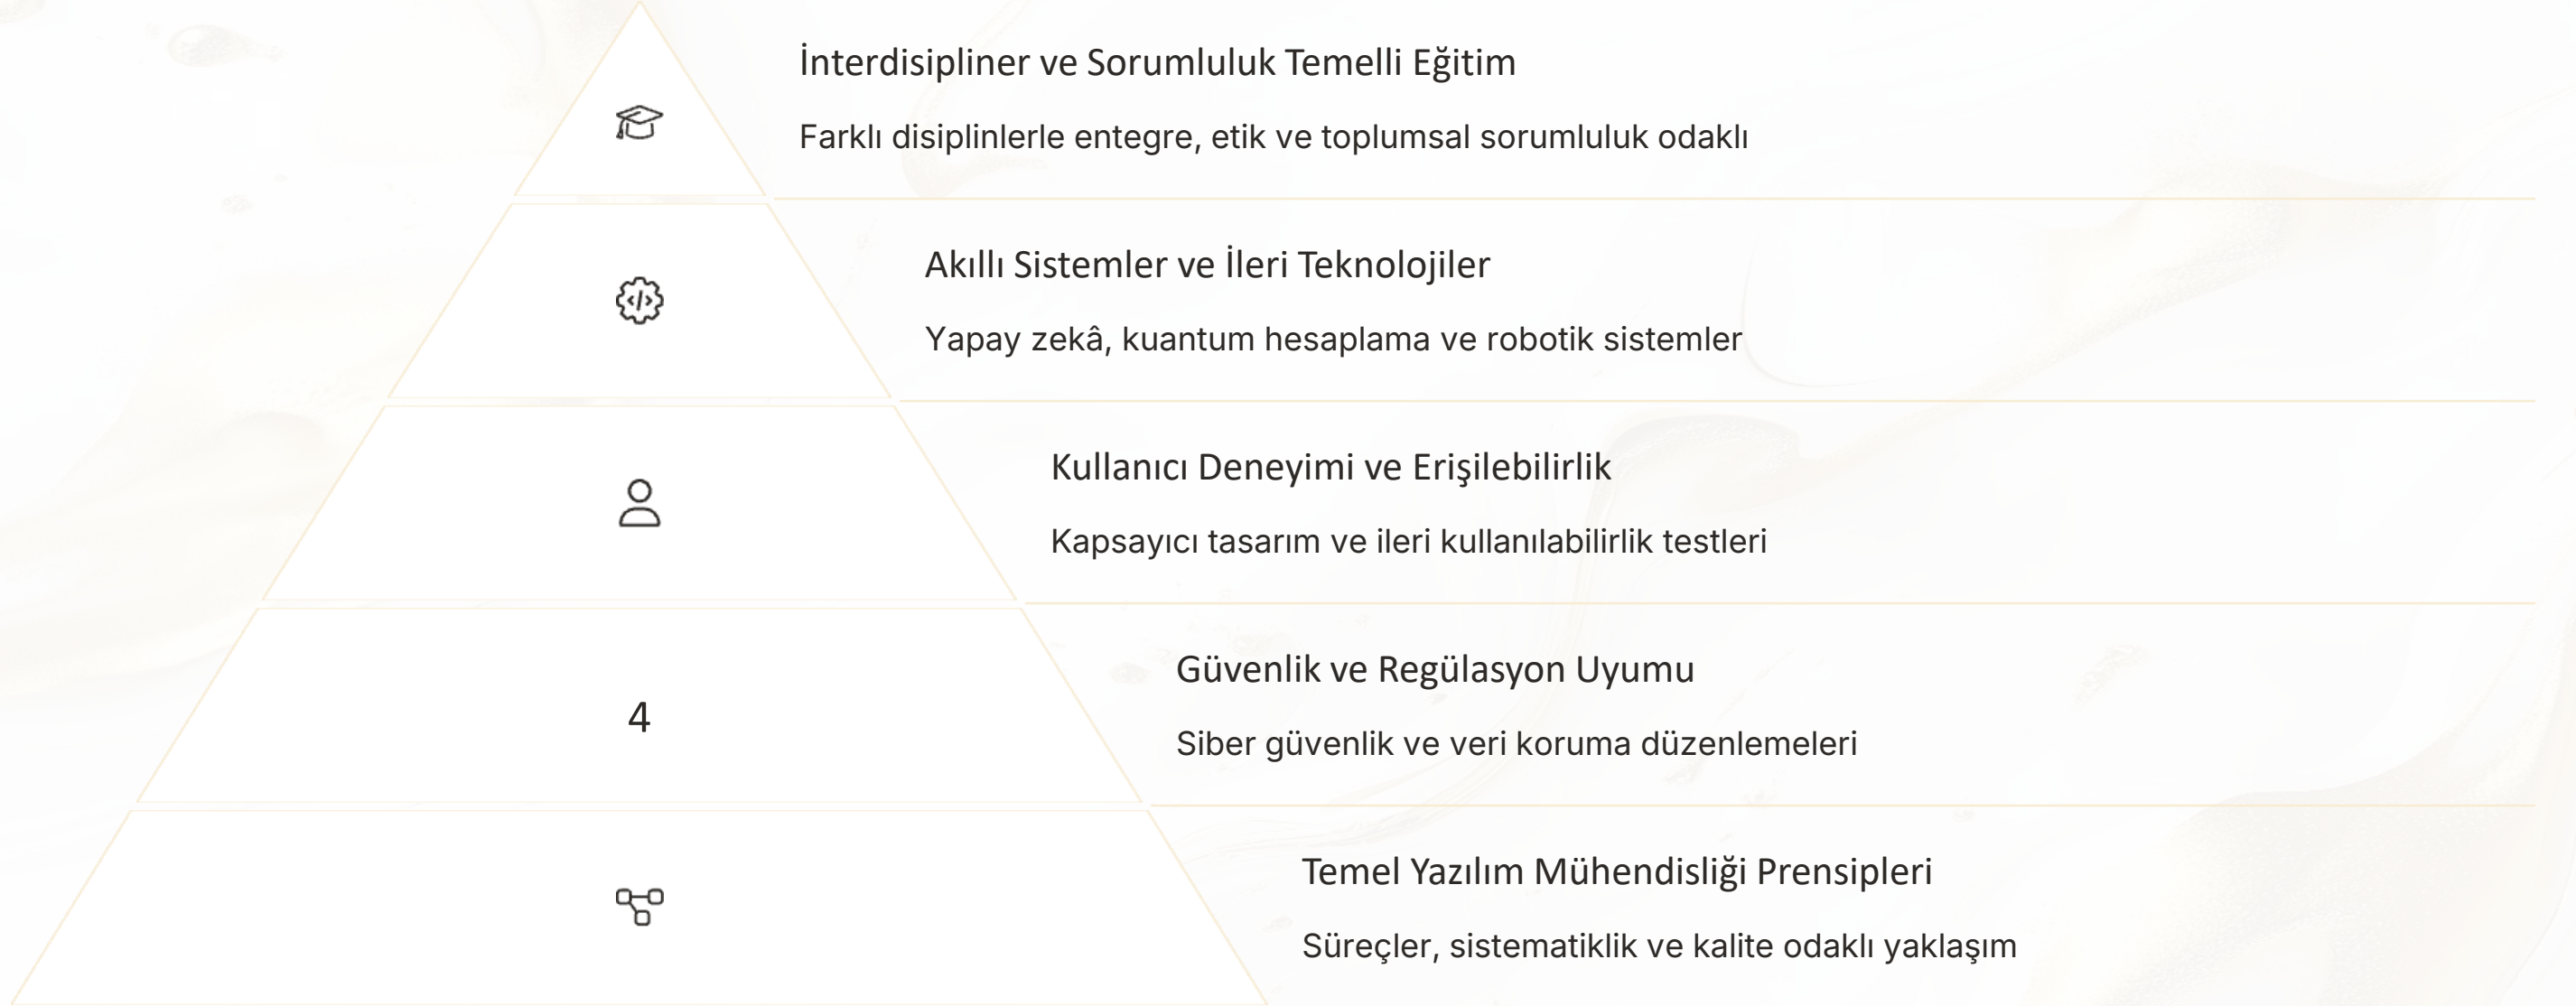 İnterdisipliner ve Sorumluluk Temelli Eğitim
Farklı disiplinlerle entegre, etik ve toplumsal sorumluluk odaklı
Akıllı Sistemler ve İleri Teknolojiler
Yapay zekâ, kuantum hesaplama ve robotik sistemler
Kullanıcı Deneyimi ve Erişilebilirlik
Kapsayıcı tasarım ve ileri kullanılabilirlik testleri
4
Güvenlik ve Regülasyon Uyumu
Siber güvenlik ve veri koruma düzenlemeleri
Temel Yazılım Mühendisliği Prensipleri
Süreçler, sistematiklik ve kalite odaklı yaklaşım